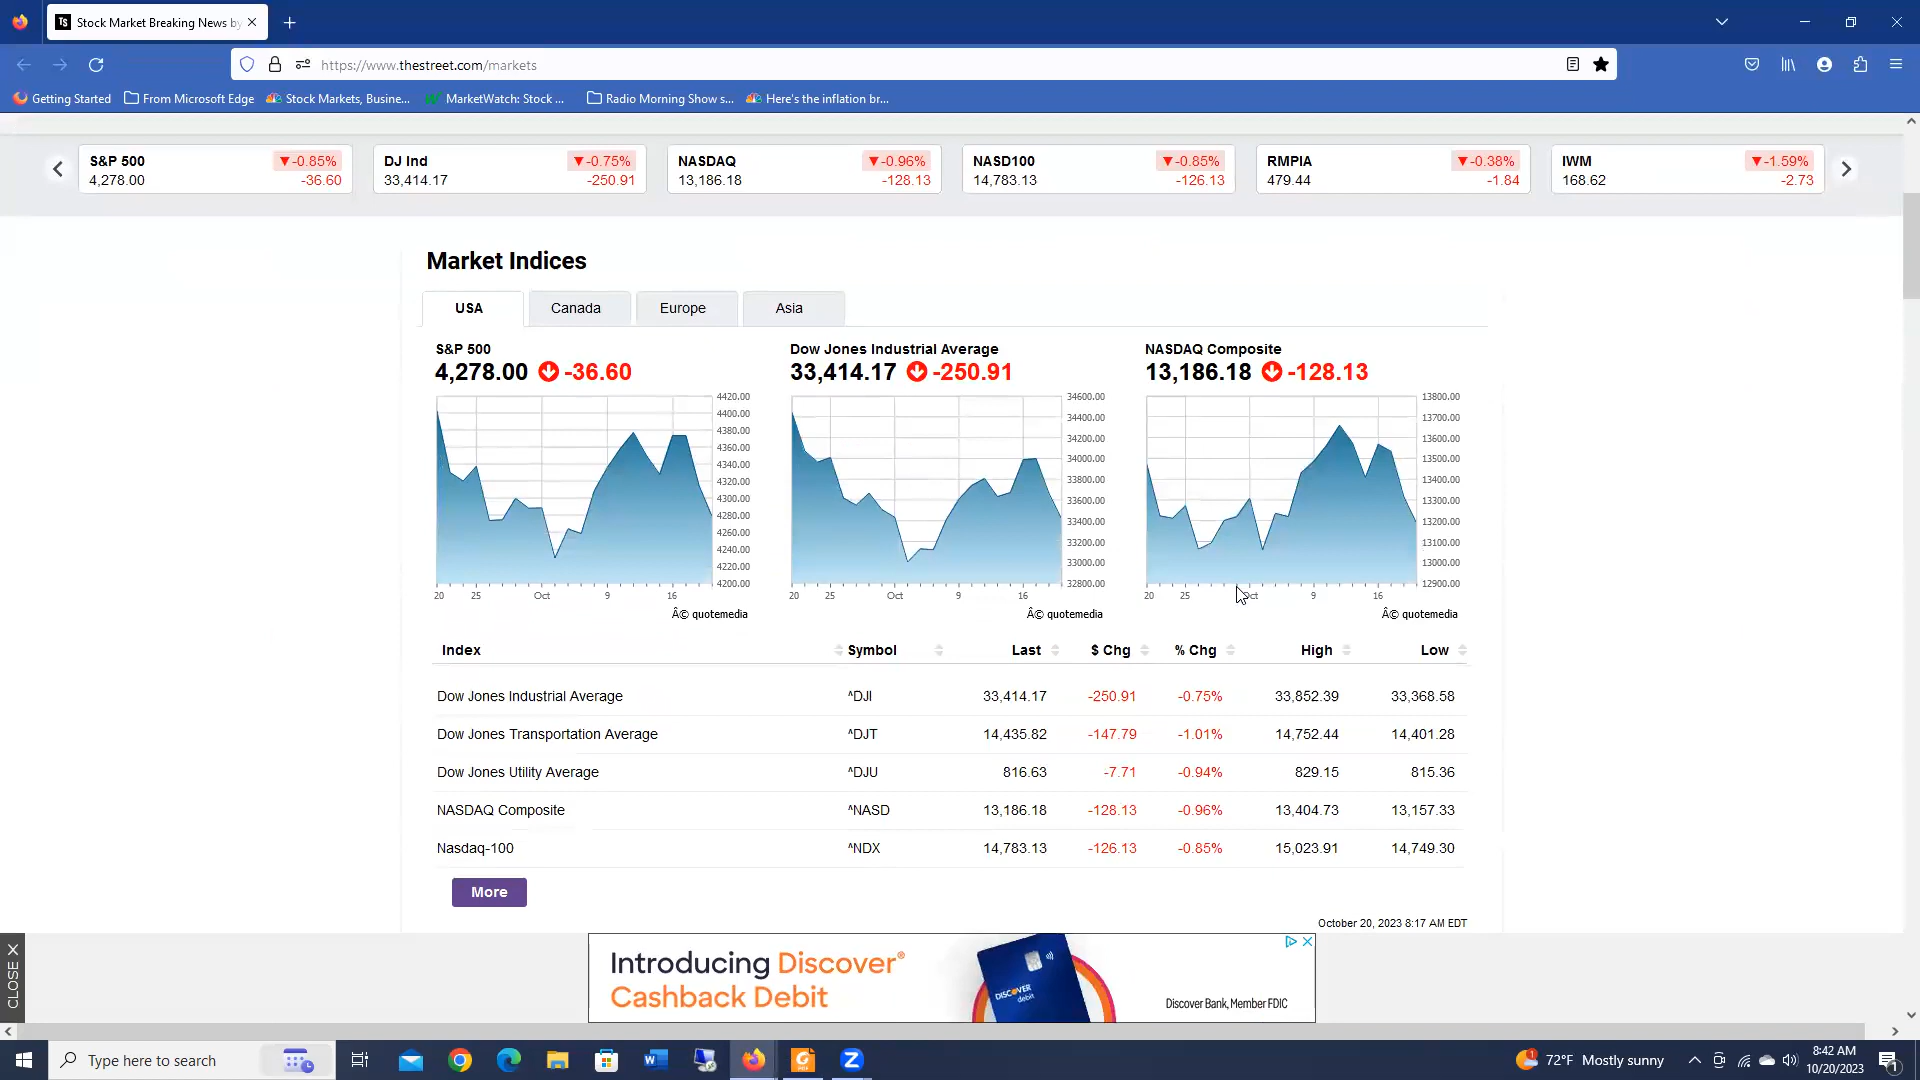 Stock Market Breaking News by
https://www.thestreet.com/markets
Getting Started From Microsoft Edge Stock Markets, Busine... MarketWatch: Stock ... Radio Morning Show s... Here's the inflation br...
S&P 500 ▼-0.85% DJ Ind ▼-0.75% NASDAQ ▼-0.96% NASD100 ▼-0.85% RMPIA ▼-0.38% IWM ▼-1.59%
4,278.00 -36.60 33,414.17 -250.91 13,186.18 -128.13 14,783.13 -126.13 479.44 -1.84 168.62 -2.73
Market Indices
USA Canada Europe Asia
S&P 500
4,278.00 -36.60
4420.00
4400.00
4380.00
4360.00
4340.00
4320.00
4300.00
4280.00
4260.00
4240.00
4220.00
4200.00
20 25 Oct 9 16
© quotemedia
Dow Jones Industrial Average
33,414.17 -250.91
34600.00
34400.00
34200.00
34000.00
33800.00
33600.00
33400.00
33200.00
33000.00
32800.00
20 25 Oct 9 16
© quotemedia
NASDAQ Composite
13,186.18 -128.13
13800.00
13700.00
13600.00
13500.00
13400.00
13300.00
13200.00
13100.00
13000.00
12900.00
20 25 Oct 9 16
© quotemedia
Index Symbol Last $ Chg % Chg High Low
Dow Jones Industrial Average ^DJI 33,414.17 -250.91 -0.75% 33,852.39 33,368.58
Dow Jones Transportation Average ^DJT 14,435.82 -147.79 -1.01% 14,752.44 14,401.28
Dow Jones Utility Average ^DJU 816.63 -7.71 -0.94% 829.15 815.36
NASDAQ Composite ^NASD 13,186.18 -128.13 -0.96% 13,404.73 13,157.33
Nasdaq-100 ^NDX 14,783.13 -126.13 -0.85% 15,023.91 14,749.30
More
October 20, 2023 8:17 AM EDT
CLOSE X
Introducing Discover®
Cashback Debit
DISCOVER
debit
Discover Bank, Member FDIC
Type here to search
72°F Mostly sunny
8:42 AM
10/20/2023